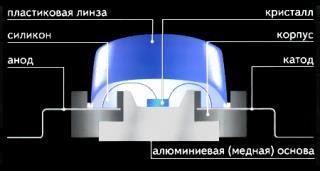 пластиковая линза
кристалл
силикон
корпус
анод
катод
алюминиевая (медная) основа